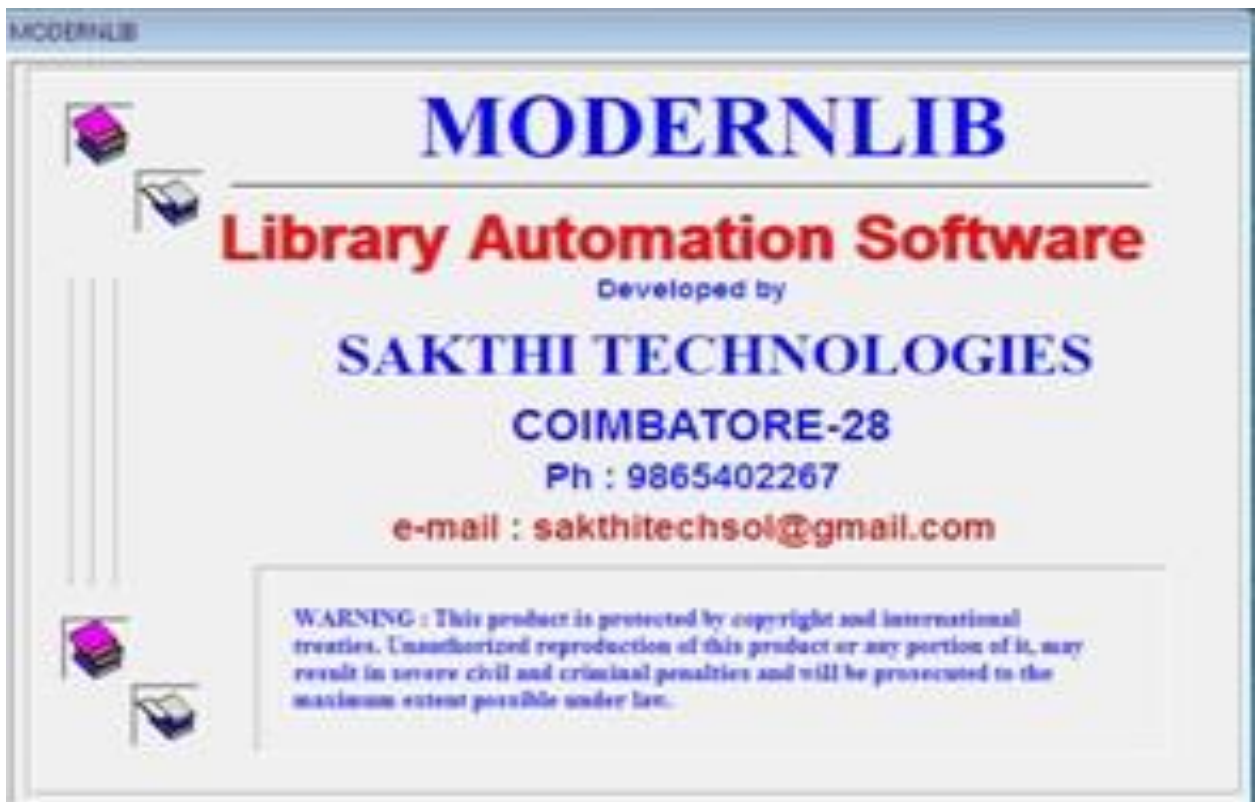 MODERNLIB
MODERNLIB
Library Automation Software
Developed by
SAKTHI TECHNOLOGIES
COIMBATORE-28
Ph : 9865402267
e-mail : sakthitechsol@gmail.com
WARNING : This product is protected by copyright and international
treaties. Unauthorized reproduction of this product or any portion of it, may
result in severe civil and criminal penalties and will be prosecuted to the
maximum extent possible under law.